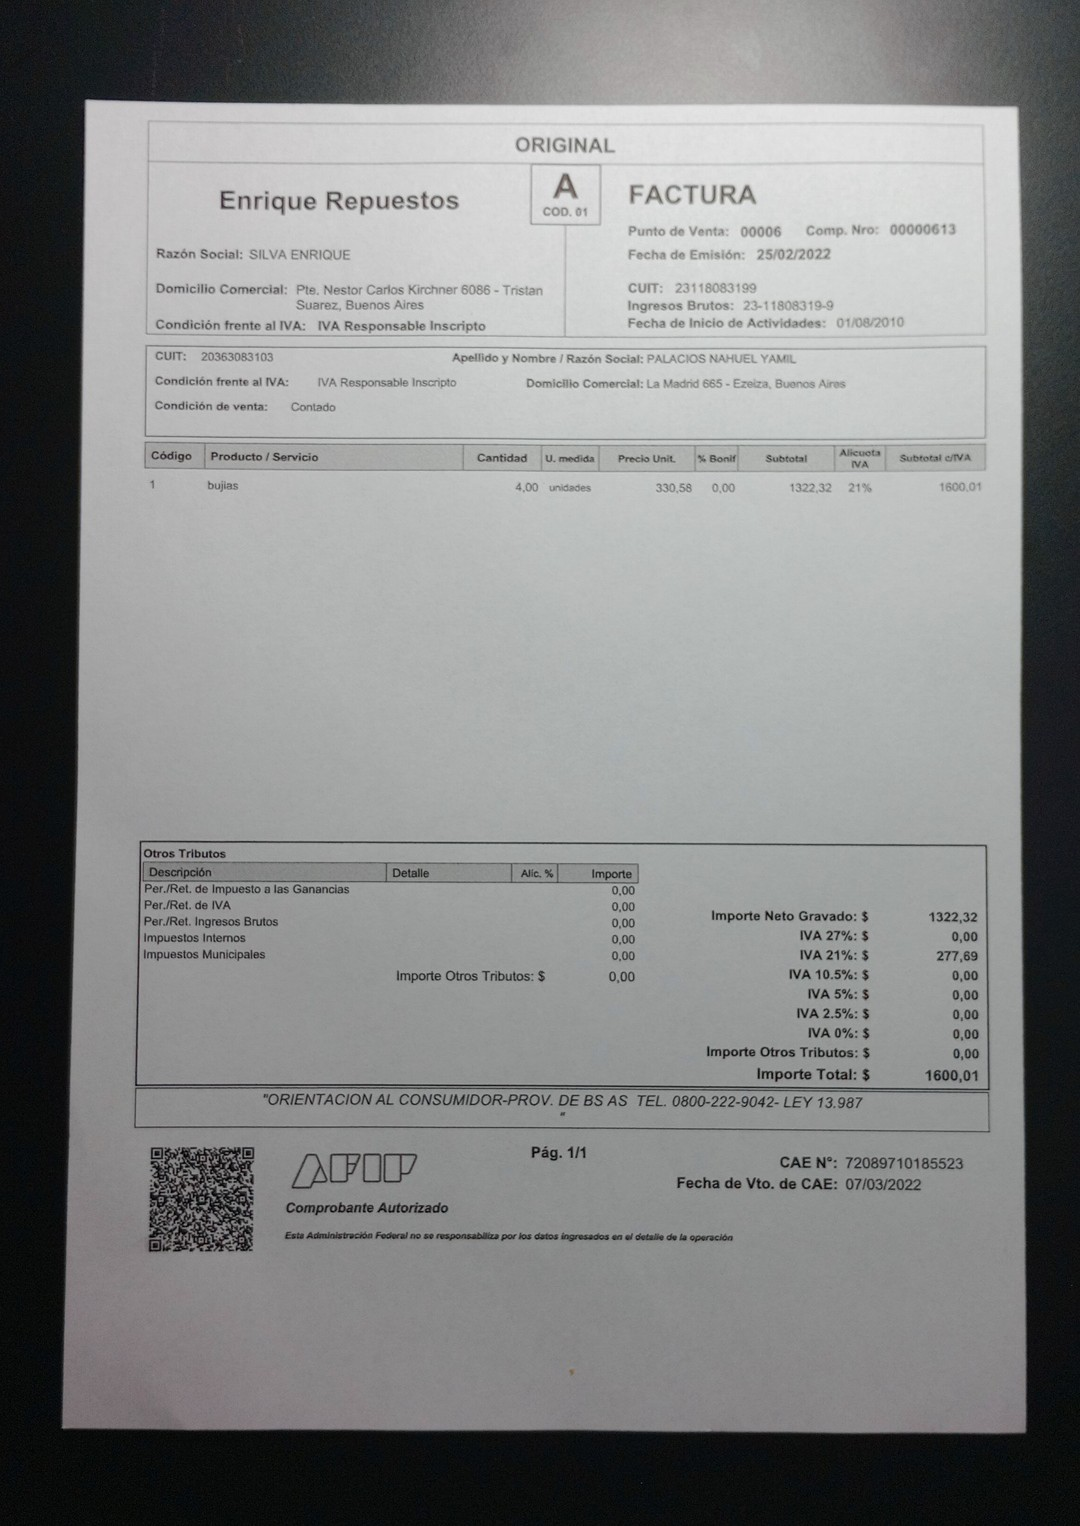 ORIGINAL
Enrique Repuestos
A
COD. 01
FACTURA
Punto de Venta: 00006 Comp. Nro: 00000613
Razón Social: SILVA ENRIQUE
Fecha de Emisión: 25/02/2022
Domicilio Comercial: Pte. Nestor Carlos Kirchner 6086 - Tristan
Suarez, Buenos Aires
CUIT: 23118083199
Ingresos Brutos: 23-11808319-9
Condición frente al IVA: IVA Responsable Inscripto
Fecha de Inicio de Actividades: 01/08/2010
CUIT: 20363083103 Apellido y Nombre / Razón Social: PALACIOS NAHUEL YAMIL
Condición frente al IVA: IVA Responsable Inscripto Domicilio Comercial: La Madrid 665 - Ezeiza, Buenos Aires
Condición de venta: Contado
Código Producto / Servicio Cantidad U. medida Precio Unit. % Bonif Subtotal Alicuota IVA Subtotal c/IVA
1 bujias 4,00 unidades 330,58 0,00 1322,32 21% 1600,01
Otros Tributos
Descripción Detalle Alic. % Importe
Per./Ret. de Impuesto a las Ganancias 0,00
Per./Ret. de IVA 0,00
Per./Ret. Ingresos Brutos 0,00
Impuestos Internos 0,00
Impuestos Municipales 0,00
Importe Otros Tributos: $ 0,00
Importe Neto Gravado: $ 1322,32
IVA 27%: $ 0,00
IVA 21%: $ 277,69
IVA 10.5%: $ 0,00
IVA 5%: $ 0,00
IVA 2.5%: $ 0,00
IVA 0%: $ 0,00
Importe Otros Tributos: $ 0,00
Importe Total: $ 1600,01
"ORIENTACION AL CONSUMIDOR-PROV. DE BS AS TEL. 0800-222-9042- LEY 13.987
"
AFIP
Pág. 1/1
CAE N°: 72089710185523
Fecha de Vto. de CAE: 07/03/2022
Comprobante Autorizado
Esta Administración Federal no se responsabiliza por los datos ingresados en el detalle de la operación